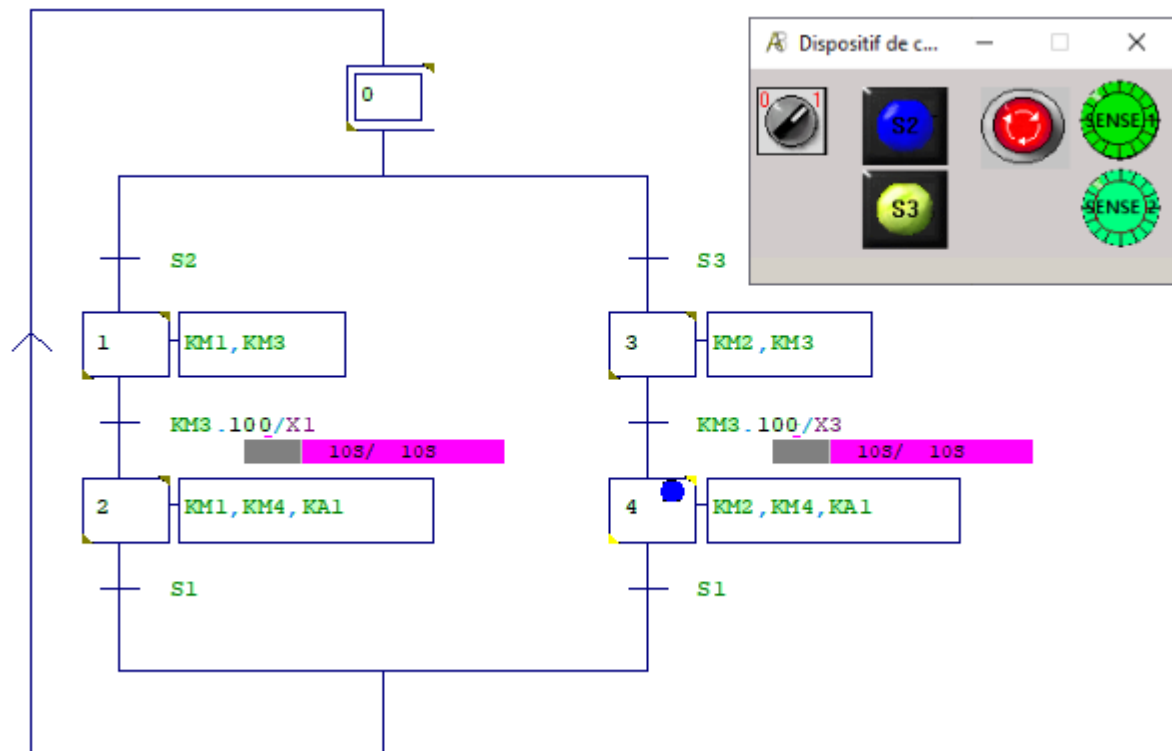 Dispositif de c...
0 1
S2
SENSE 1
S3
SENSE 2
0
S2 S3
1 KM1,KM3 3 KM2,KM3
KM3.100/X1 KM3.100/X3
10S/ 10S 10S/ 10S
2 KM1,KM4,KA1 4 KM2,KM4,KA1
S1 S1